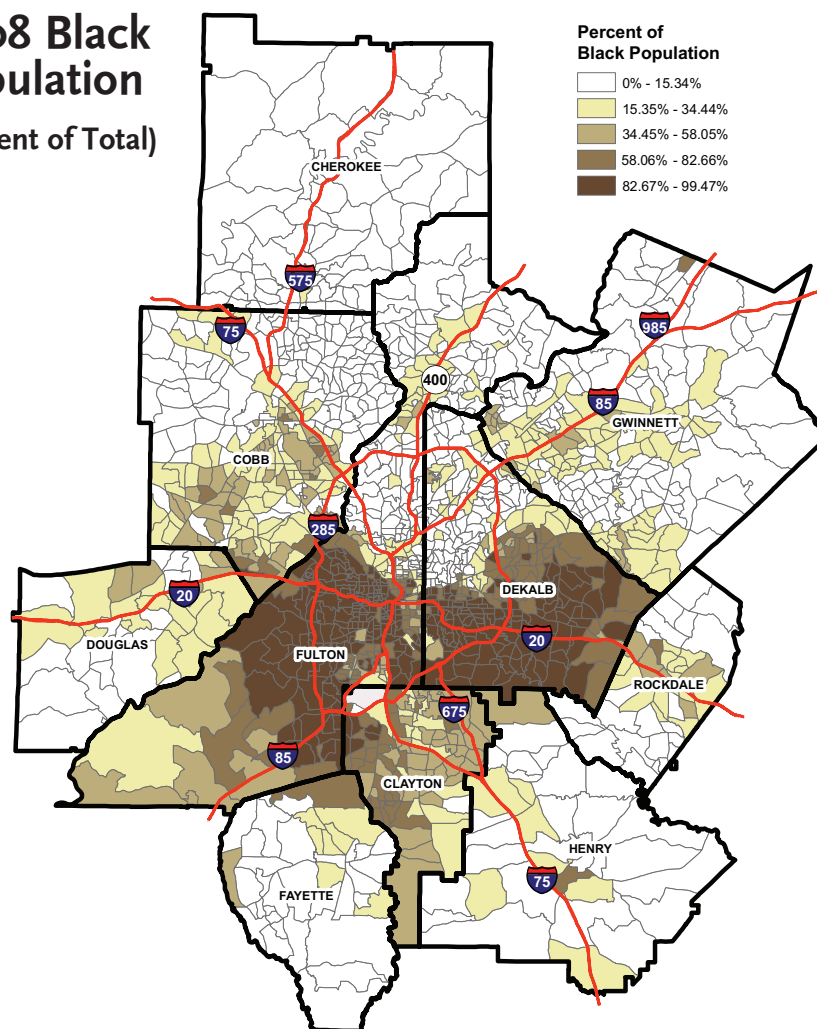 08 Black
pulation
ent of Total)
Percent of
Black Population
0% - 15.34%
15.35% - 34.44%
34.45% - 58.05%
58.06% - 82.66%
82.67% - 99.47%
CHEROKEE
575
75
985
400
85
GWINNETT
COBB
285
20
DEKALB
DOUGLAS
20
FULTON
ROCKDALE
675
85
CLAYTON
HENRY
75
FAYETTE